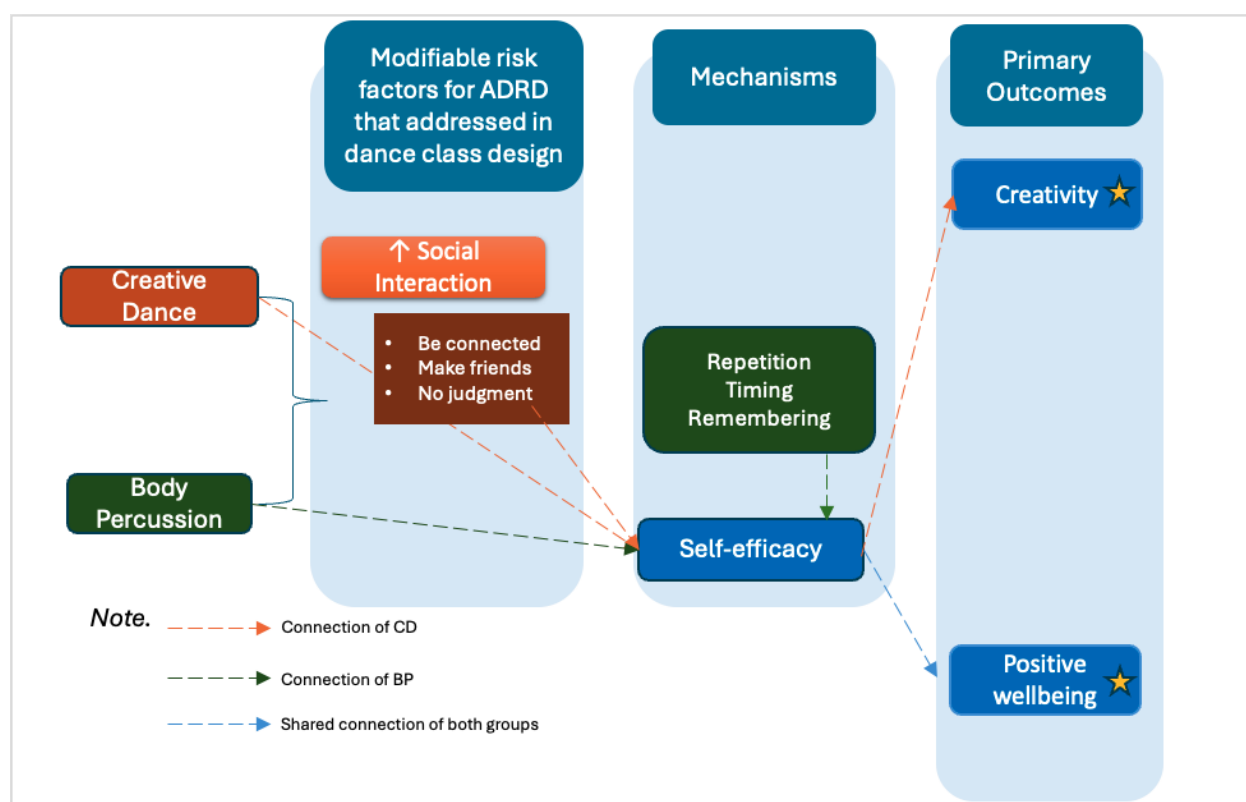 Modifiable risk
factors for ADRD
that addressed in
dance class design
Mechanisms
Primary
Outcomes
Creativity
↑ Social
Interaction
Creative
Dance
• Be connected
• Make friends
• No judgment
Repetition
Timing
Remembering
Body
Percussion
Self-efficacy
Positive
wellbeing
Note.
Connection of CD
Connection of BP
Shared connection of both groups